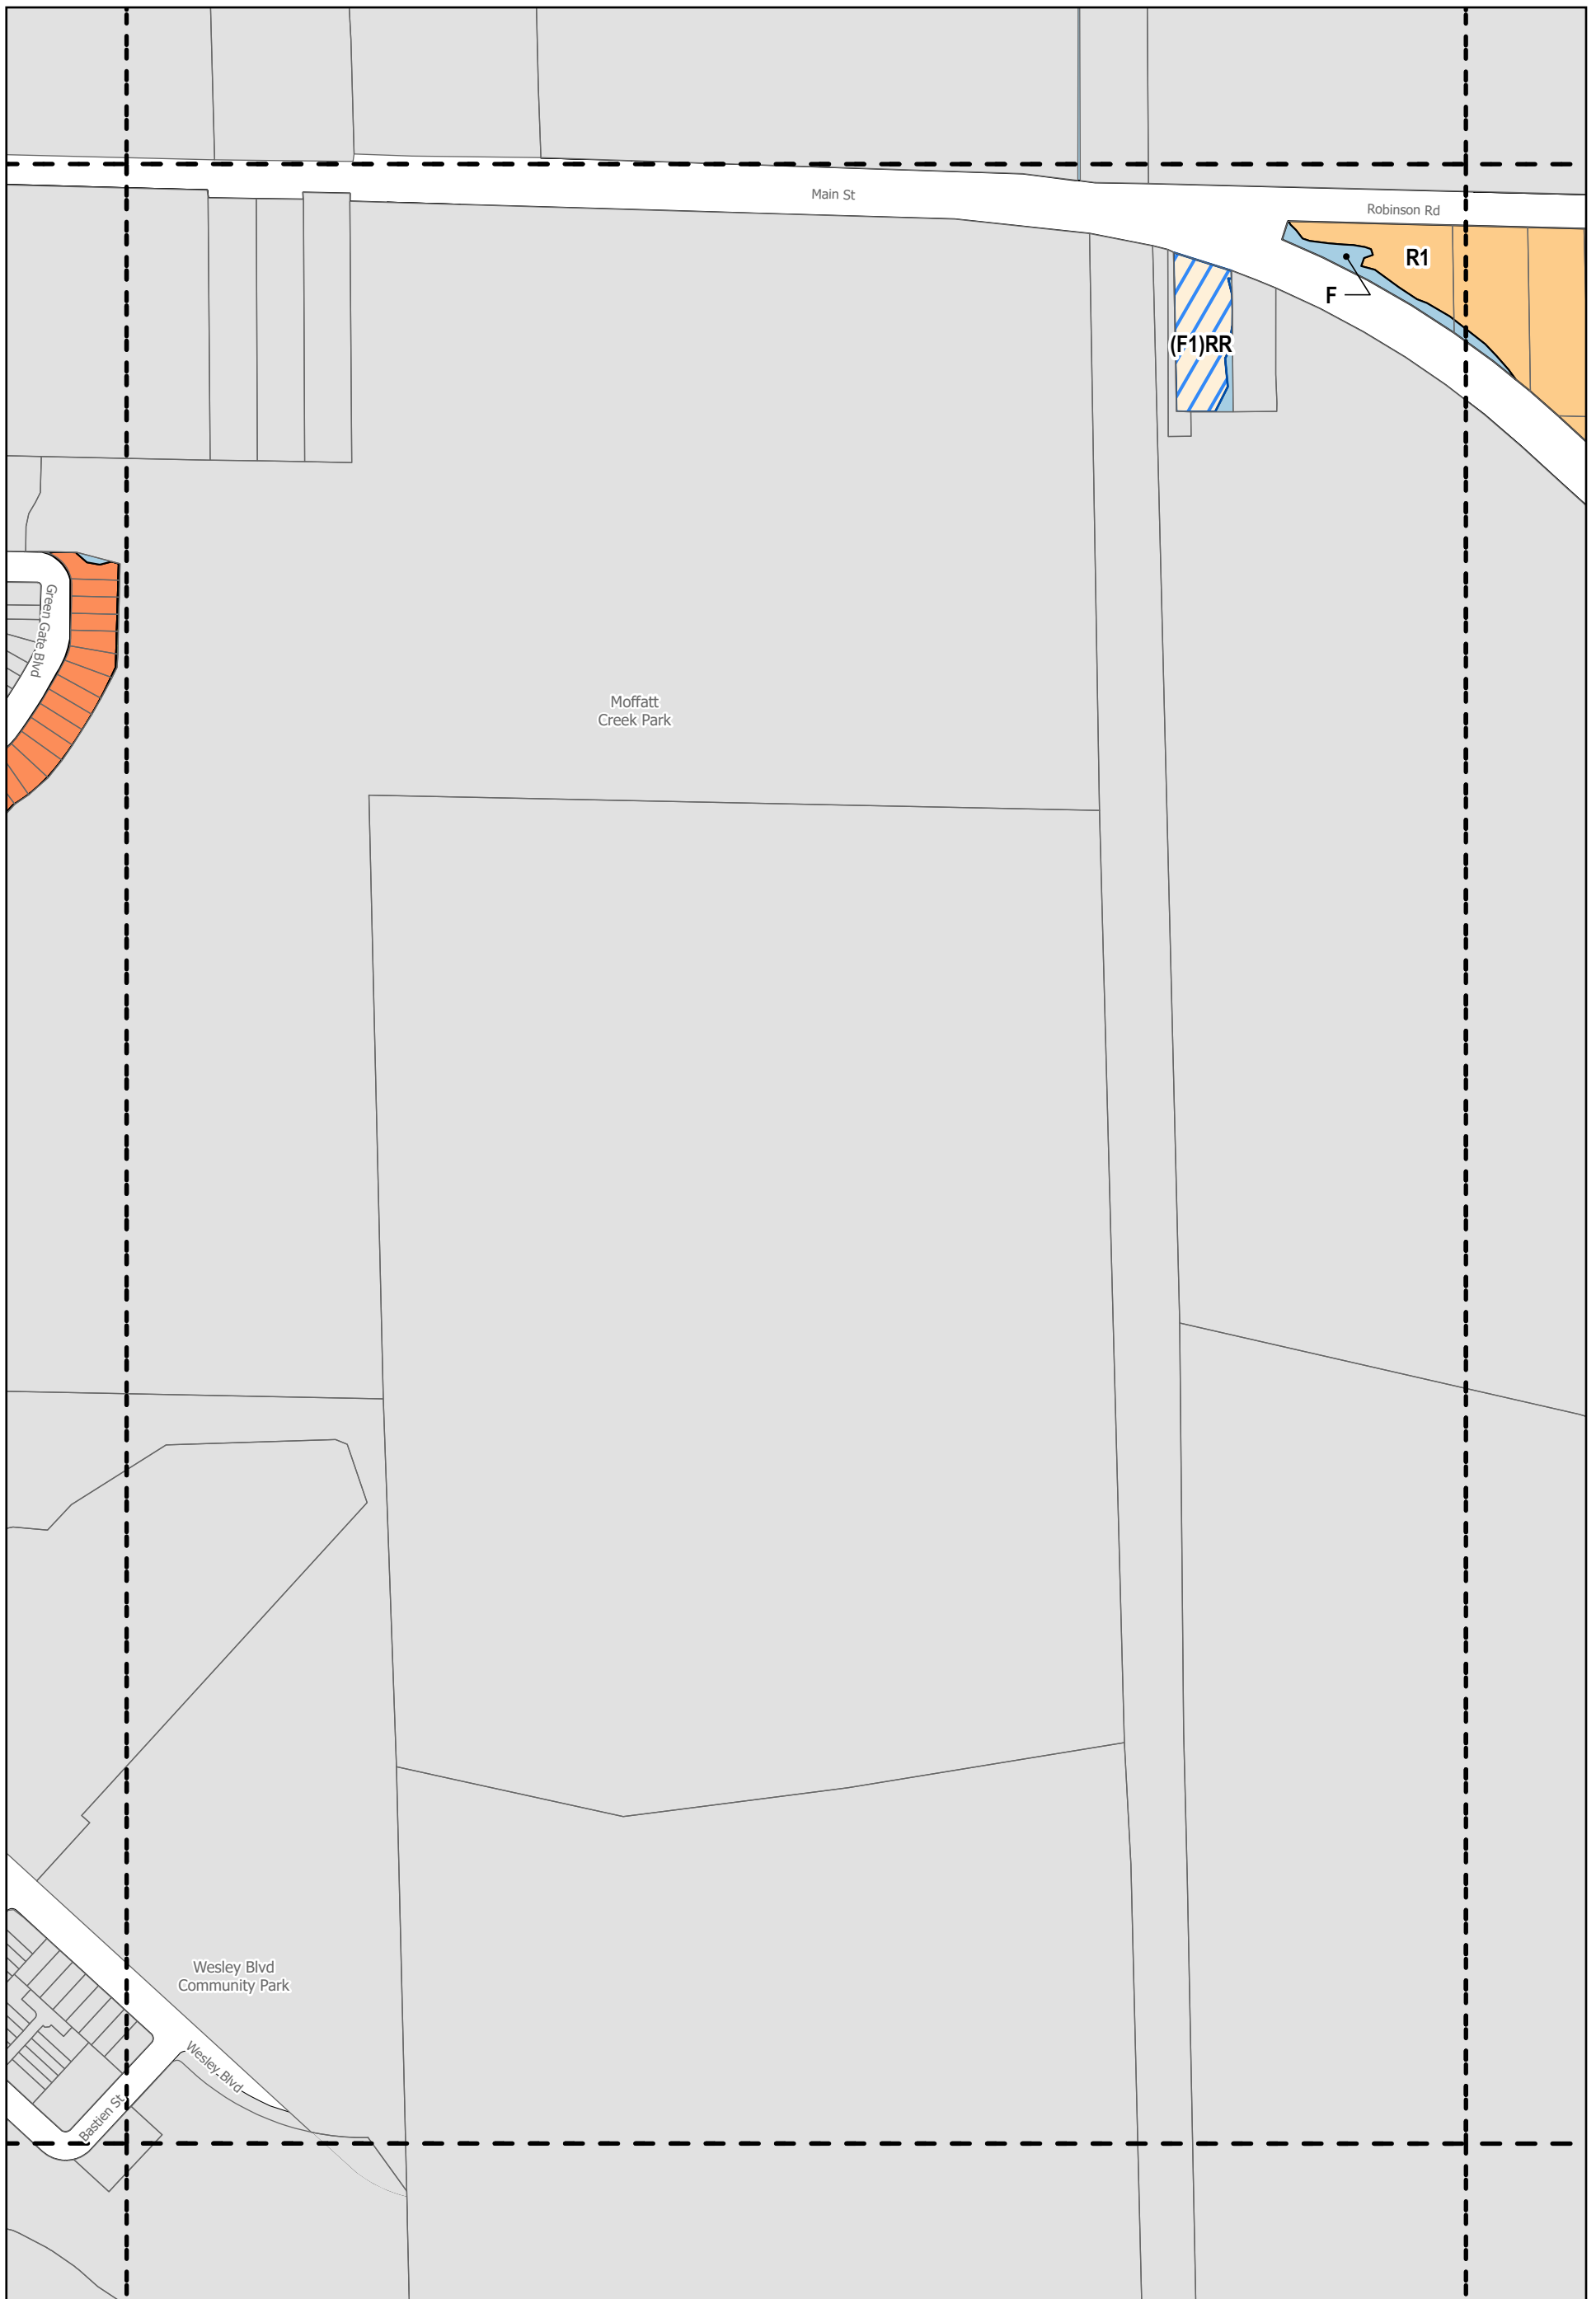 Main St
Robinson Rd
R1
F
(F1)RR
Green Gate Blvd
Moffatt
Creek Park
Wesley Blvd
Community Park
Wesley Blvd
Bastien St